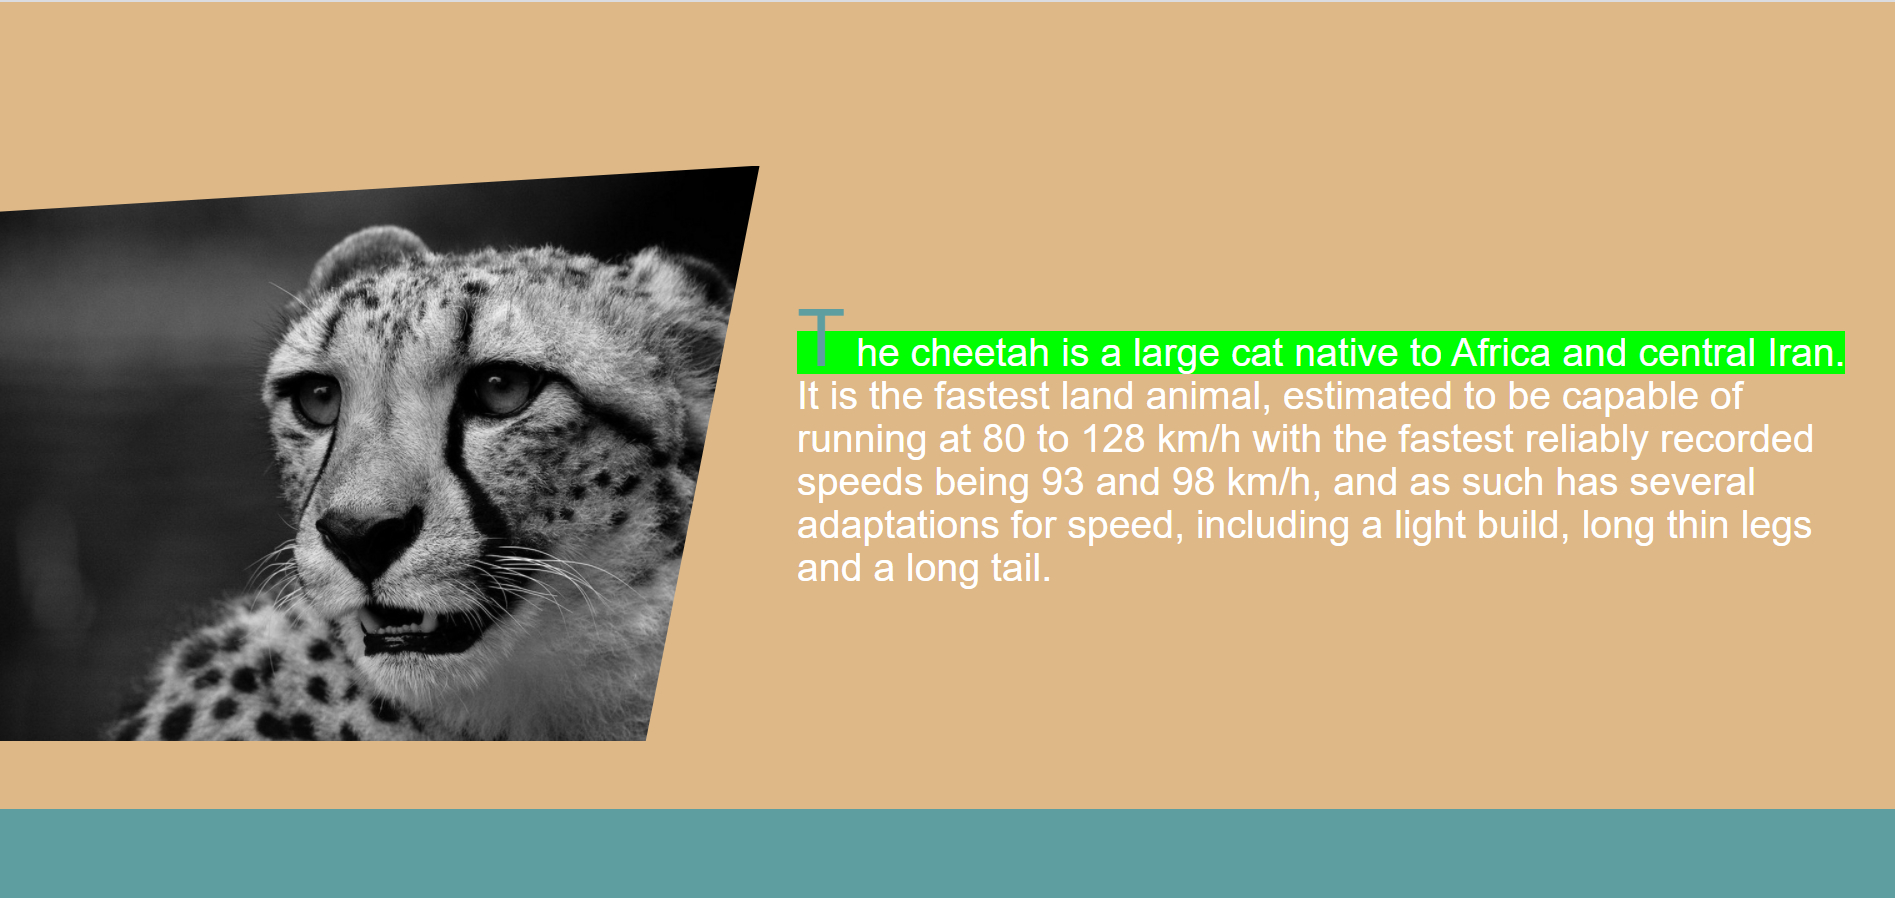 The cheetah is a large cat native to Africa and central Iran.
It is the fastest land animal, estimated to be capable of
running at 80 to 128 km/h with the fastest reliably recorded
speeds being 93 and 98 km/h, and as such has several
adaptations for speed, including a light build, long thin legs
and a long tail.